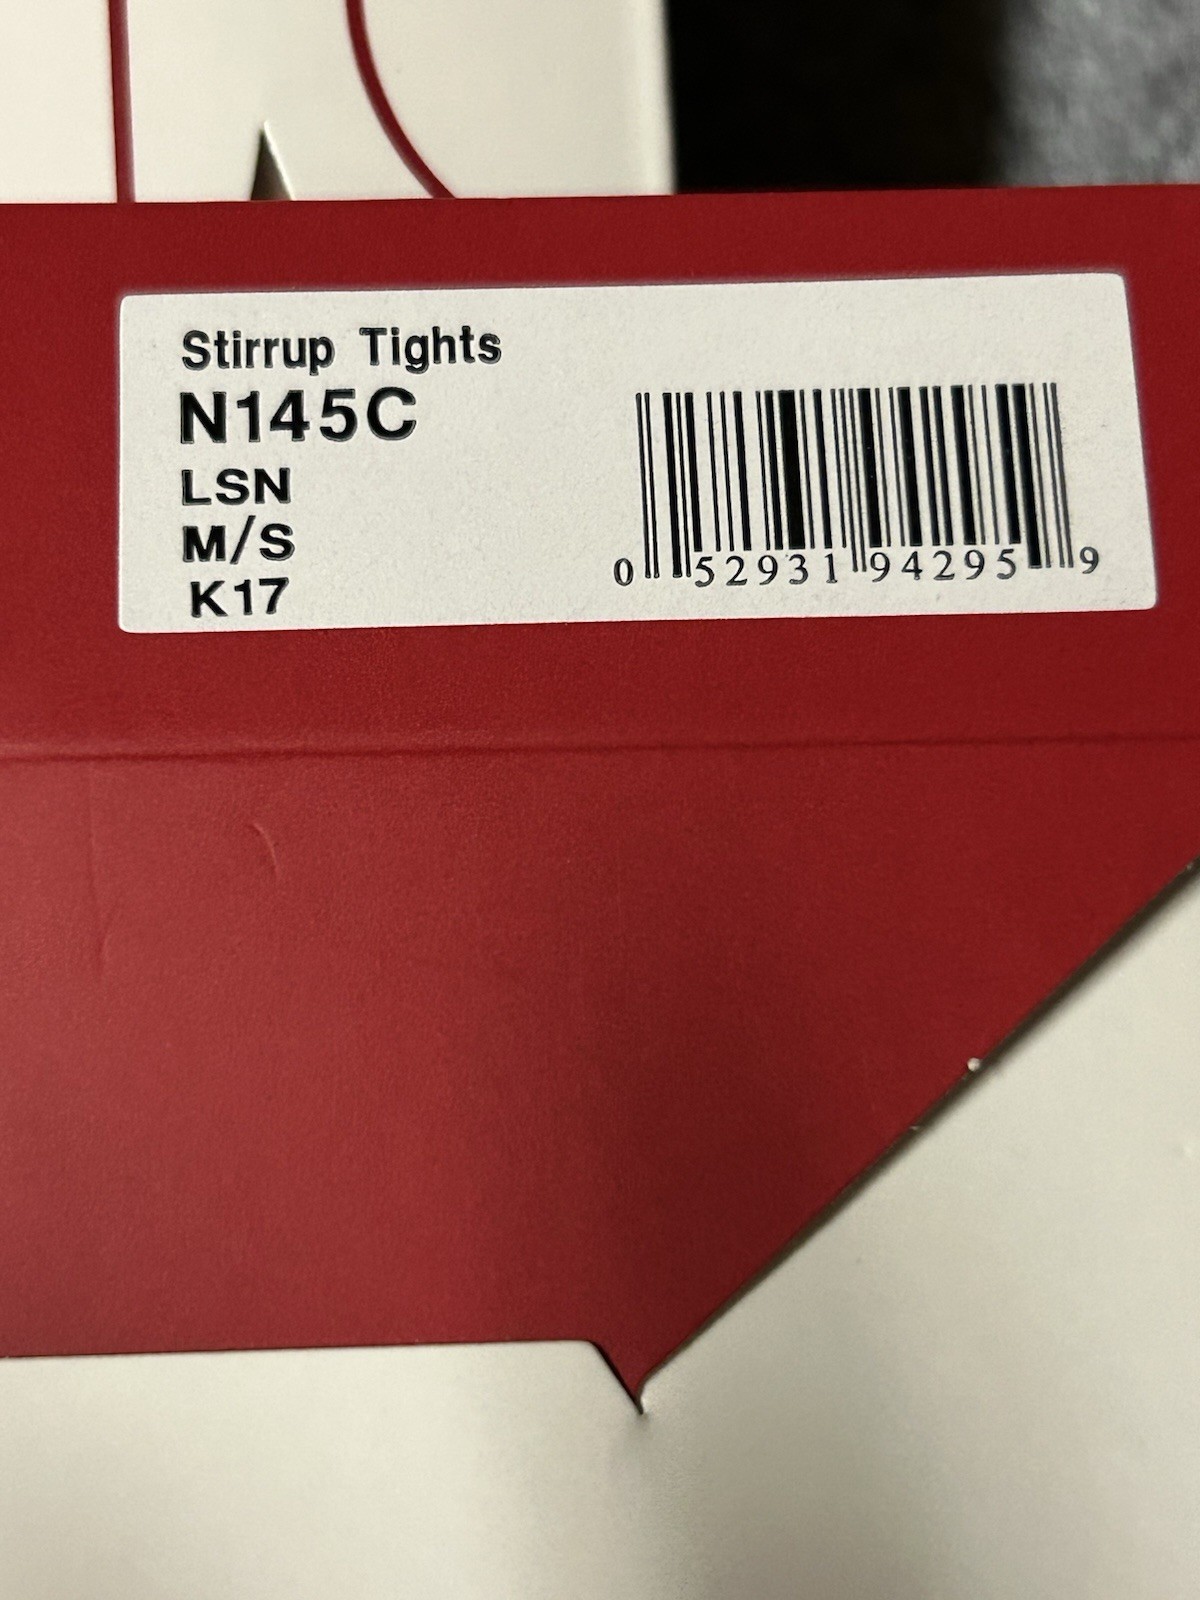 Stirrup Tights
N145C
LSN
M/S
K17
0 52931 94295 9